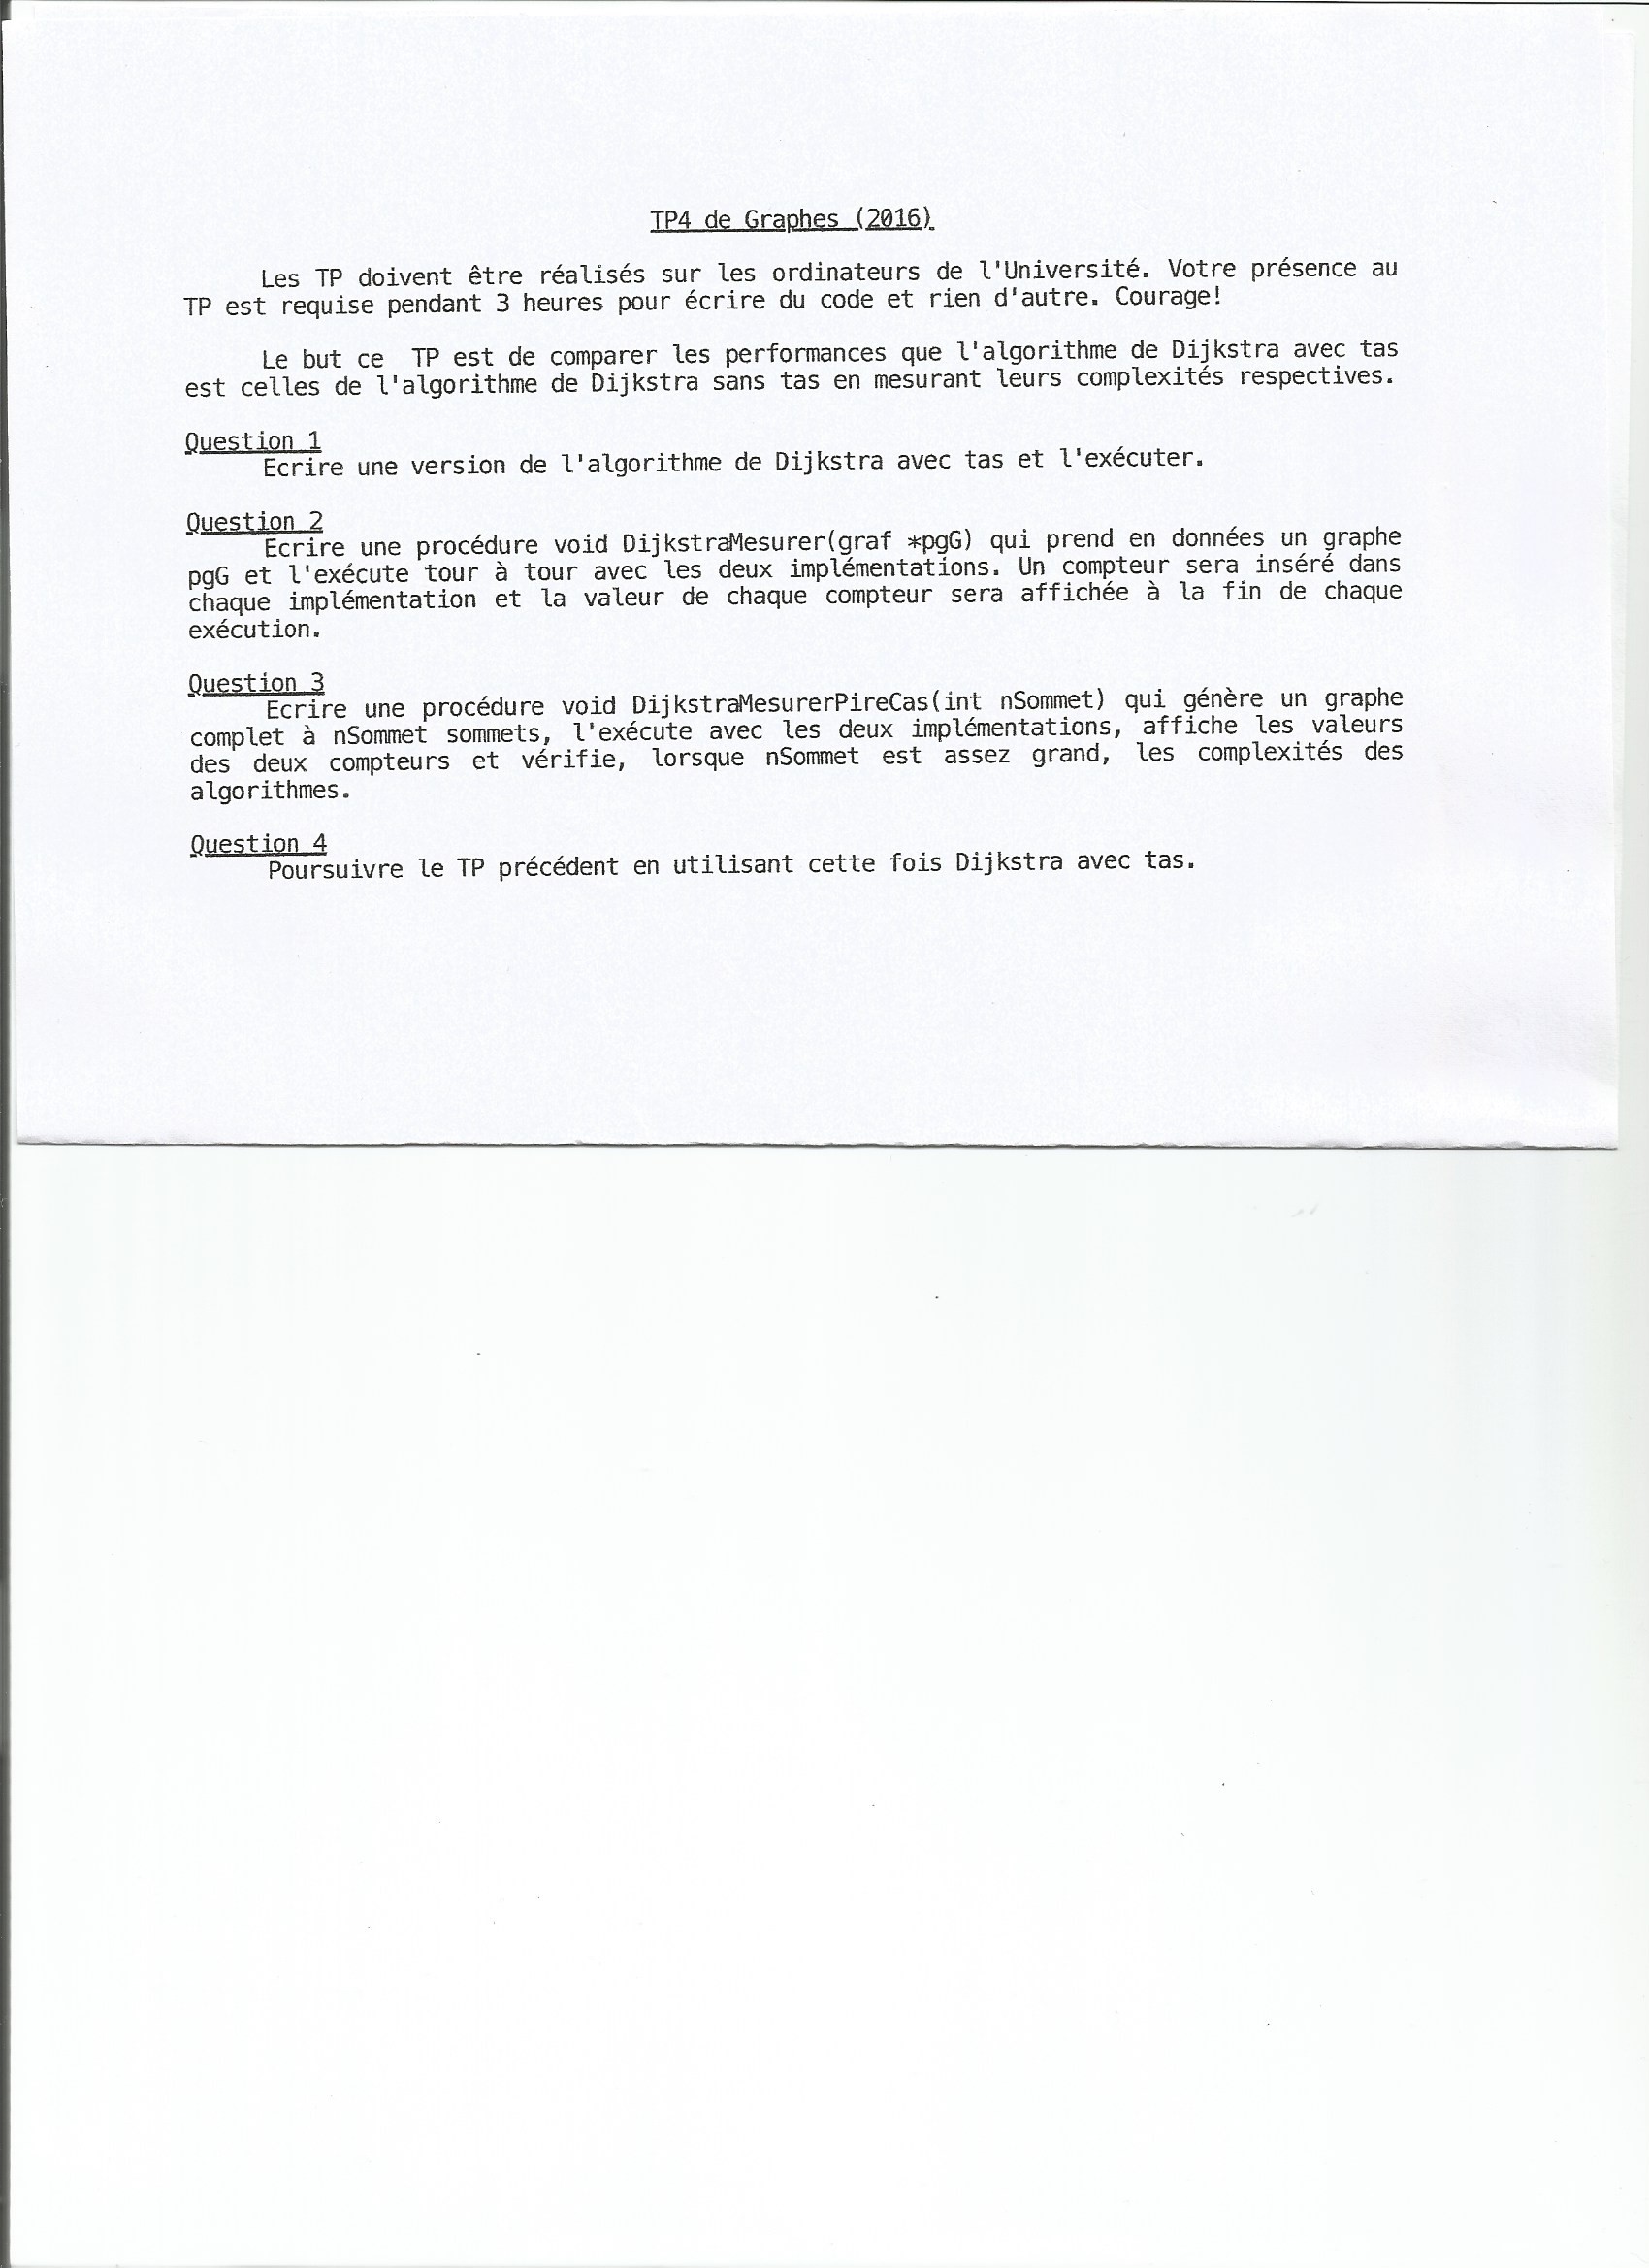 TP4 de Graphes (2016)
Les TP doivent être réalisés sur les ordinateurs de l'Université. Votre présence au
TP est requise pendant 3 heures pour écrire du code et rien d'autre. Courage!
Le but ce  TP est de comparer les performances que l'algorithme de Dijkstra avec tas
est celles de l'algorithme de Dijkstra sans tas en mesurant leurs complexités respectives.
Question 1
Ecrire une version de l'algorithme de Dijkstra avec tas et l'exécuter.
Question 2
Ecrire une procédure void DijkstraMesurer(graf *pgG) qui prend en données un graphe
pgG et l'exécute tour à tour avec les deux implémentations. Un compteur sera inséré dans
chaque implémentation et la valeur de chaque compteur sera affichée à la fin de chaque
exécution.
Question 3
Ecrire une procédure void DijkstraMesurerPireCas(int nSommet) qui génère un graphe
complet à nSommet sommets, l'exécute avec les deux implémentations, affiche les valeurs
des deux compteurs et vérifie, lorsque nSommet est assez grand, les complexités des
algorithmes.
Question 4
Poursuivre le TP précédent en utilisant cette fois Dijkstra avec tas.